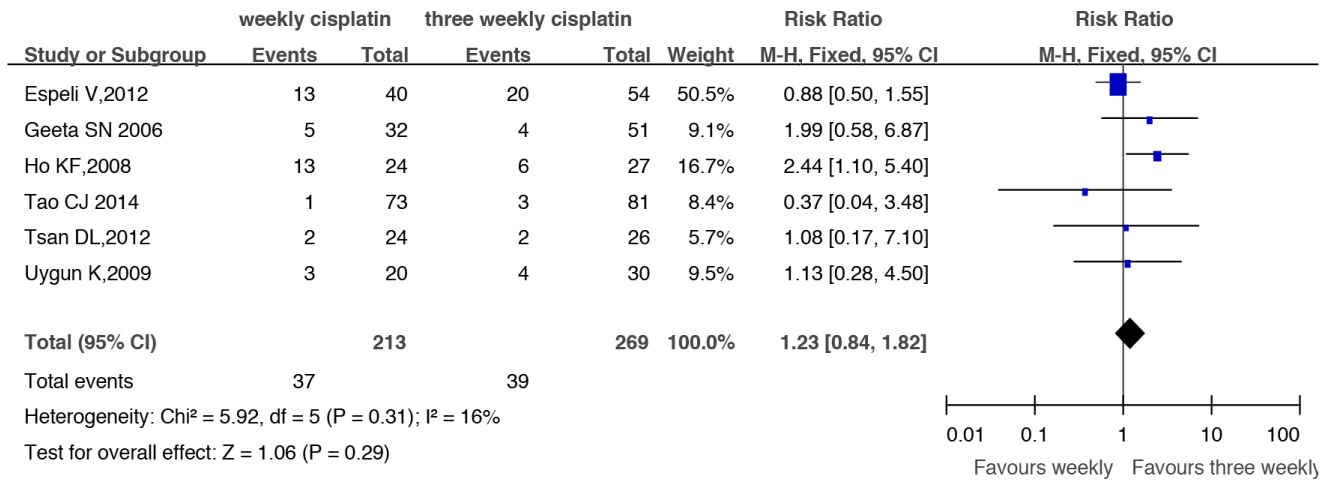 weekly cisplatin three weekly cisplatin Risk Ratio Risk Ratio
Study or Subgroup Events Total Events Total Weight M-H, Fixed, 95% CI M-H, Fixed, 95% CI
Espeli V,2012 13 40 20 54 50.5% 0.88 [0.50, 1.55]
Geeta SN 2006 5 32 4 51 9.1% 1.99 [0.58, 6.87]
Ho KF,2008 13 24 6 27 16.7% 2.44 [1.10, 5.40]
Tao CJ 2014 1 73 3 81 8.4% 0.37 [0.04, 3.48]
Tsan DL,2012 2 24 2 26 5.7% 1.08 [0.17, 7.10]
Uygun K,2009 3 20 4 30 9.5% 1.13 [0.28, 4.50]
Total (95% CI) 213 269 100.0% 1.23 [0.84, 1.82]
Total events 37 39
Heterogeneity: Chi² = 5.92, df = 5 (P = 0.31); I² = 16%
Test for overall effect: Z = 1.06 (P = 0.29)
0.01 0.1 1 10 100
Favours weekly Favours three weekly